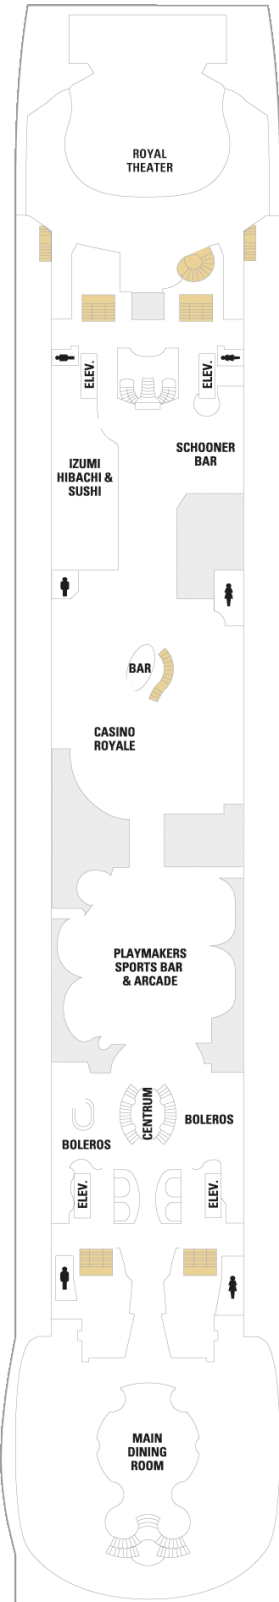 ROYAL
THEATER
ELEV.
ELEV.
SCHOONER
BAR
IZUMI
HIBACHI &
SUSHI
BAR
CASINO
ROYALE
PLAYMAKERS
SPORTS BAR
& ARCADE
CENTRUM
BOLEROS
BOLEROS
ELEV.
ELEV.
MAIN
DINING
ROOM